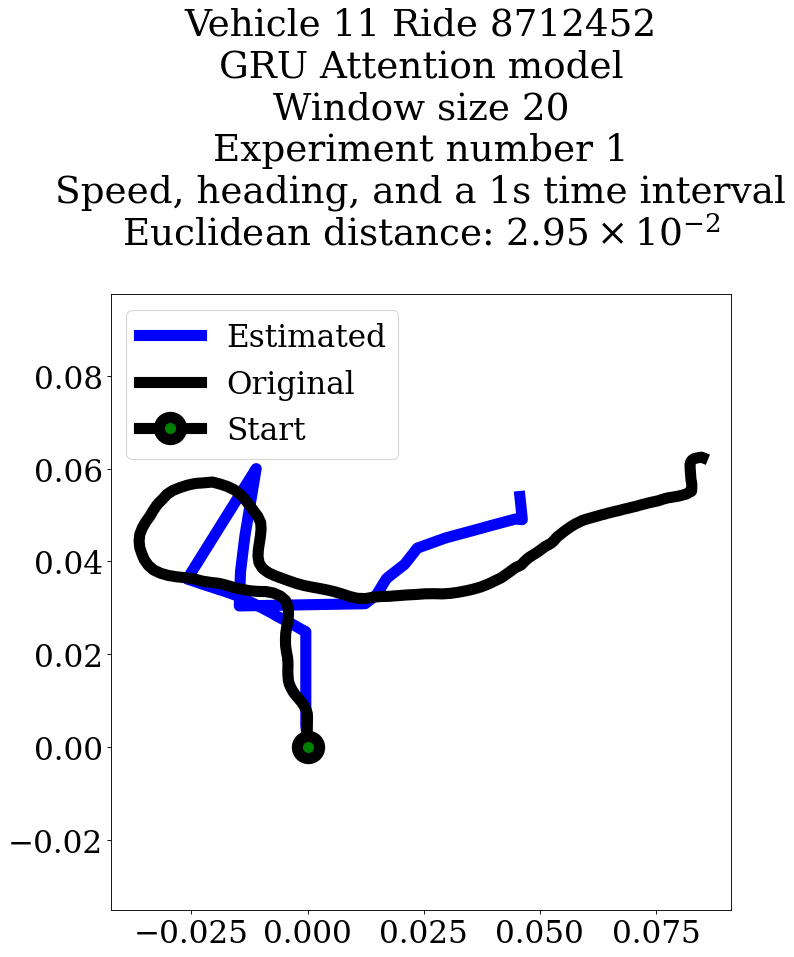 Vehicle 11 Ride 8712452
GRU Attention model
Window size 20
Experiment number 1
Speed, heading, and a 1s time interval
Euclidean distance: 2.95 × 10⁻²
Estimated
Original
Start
0.08
0.06
0.04
0.02
0.00
−0.02
−0.025 0.000 0.025 0.050 0.075